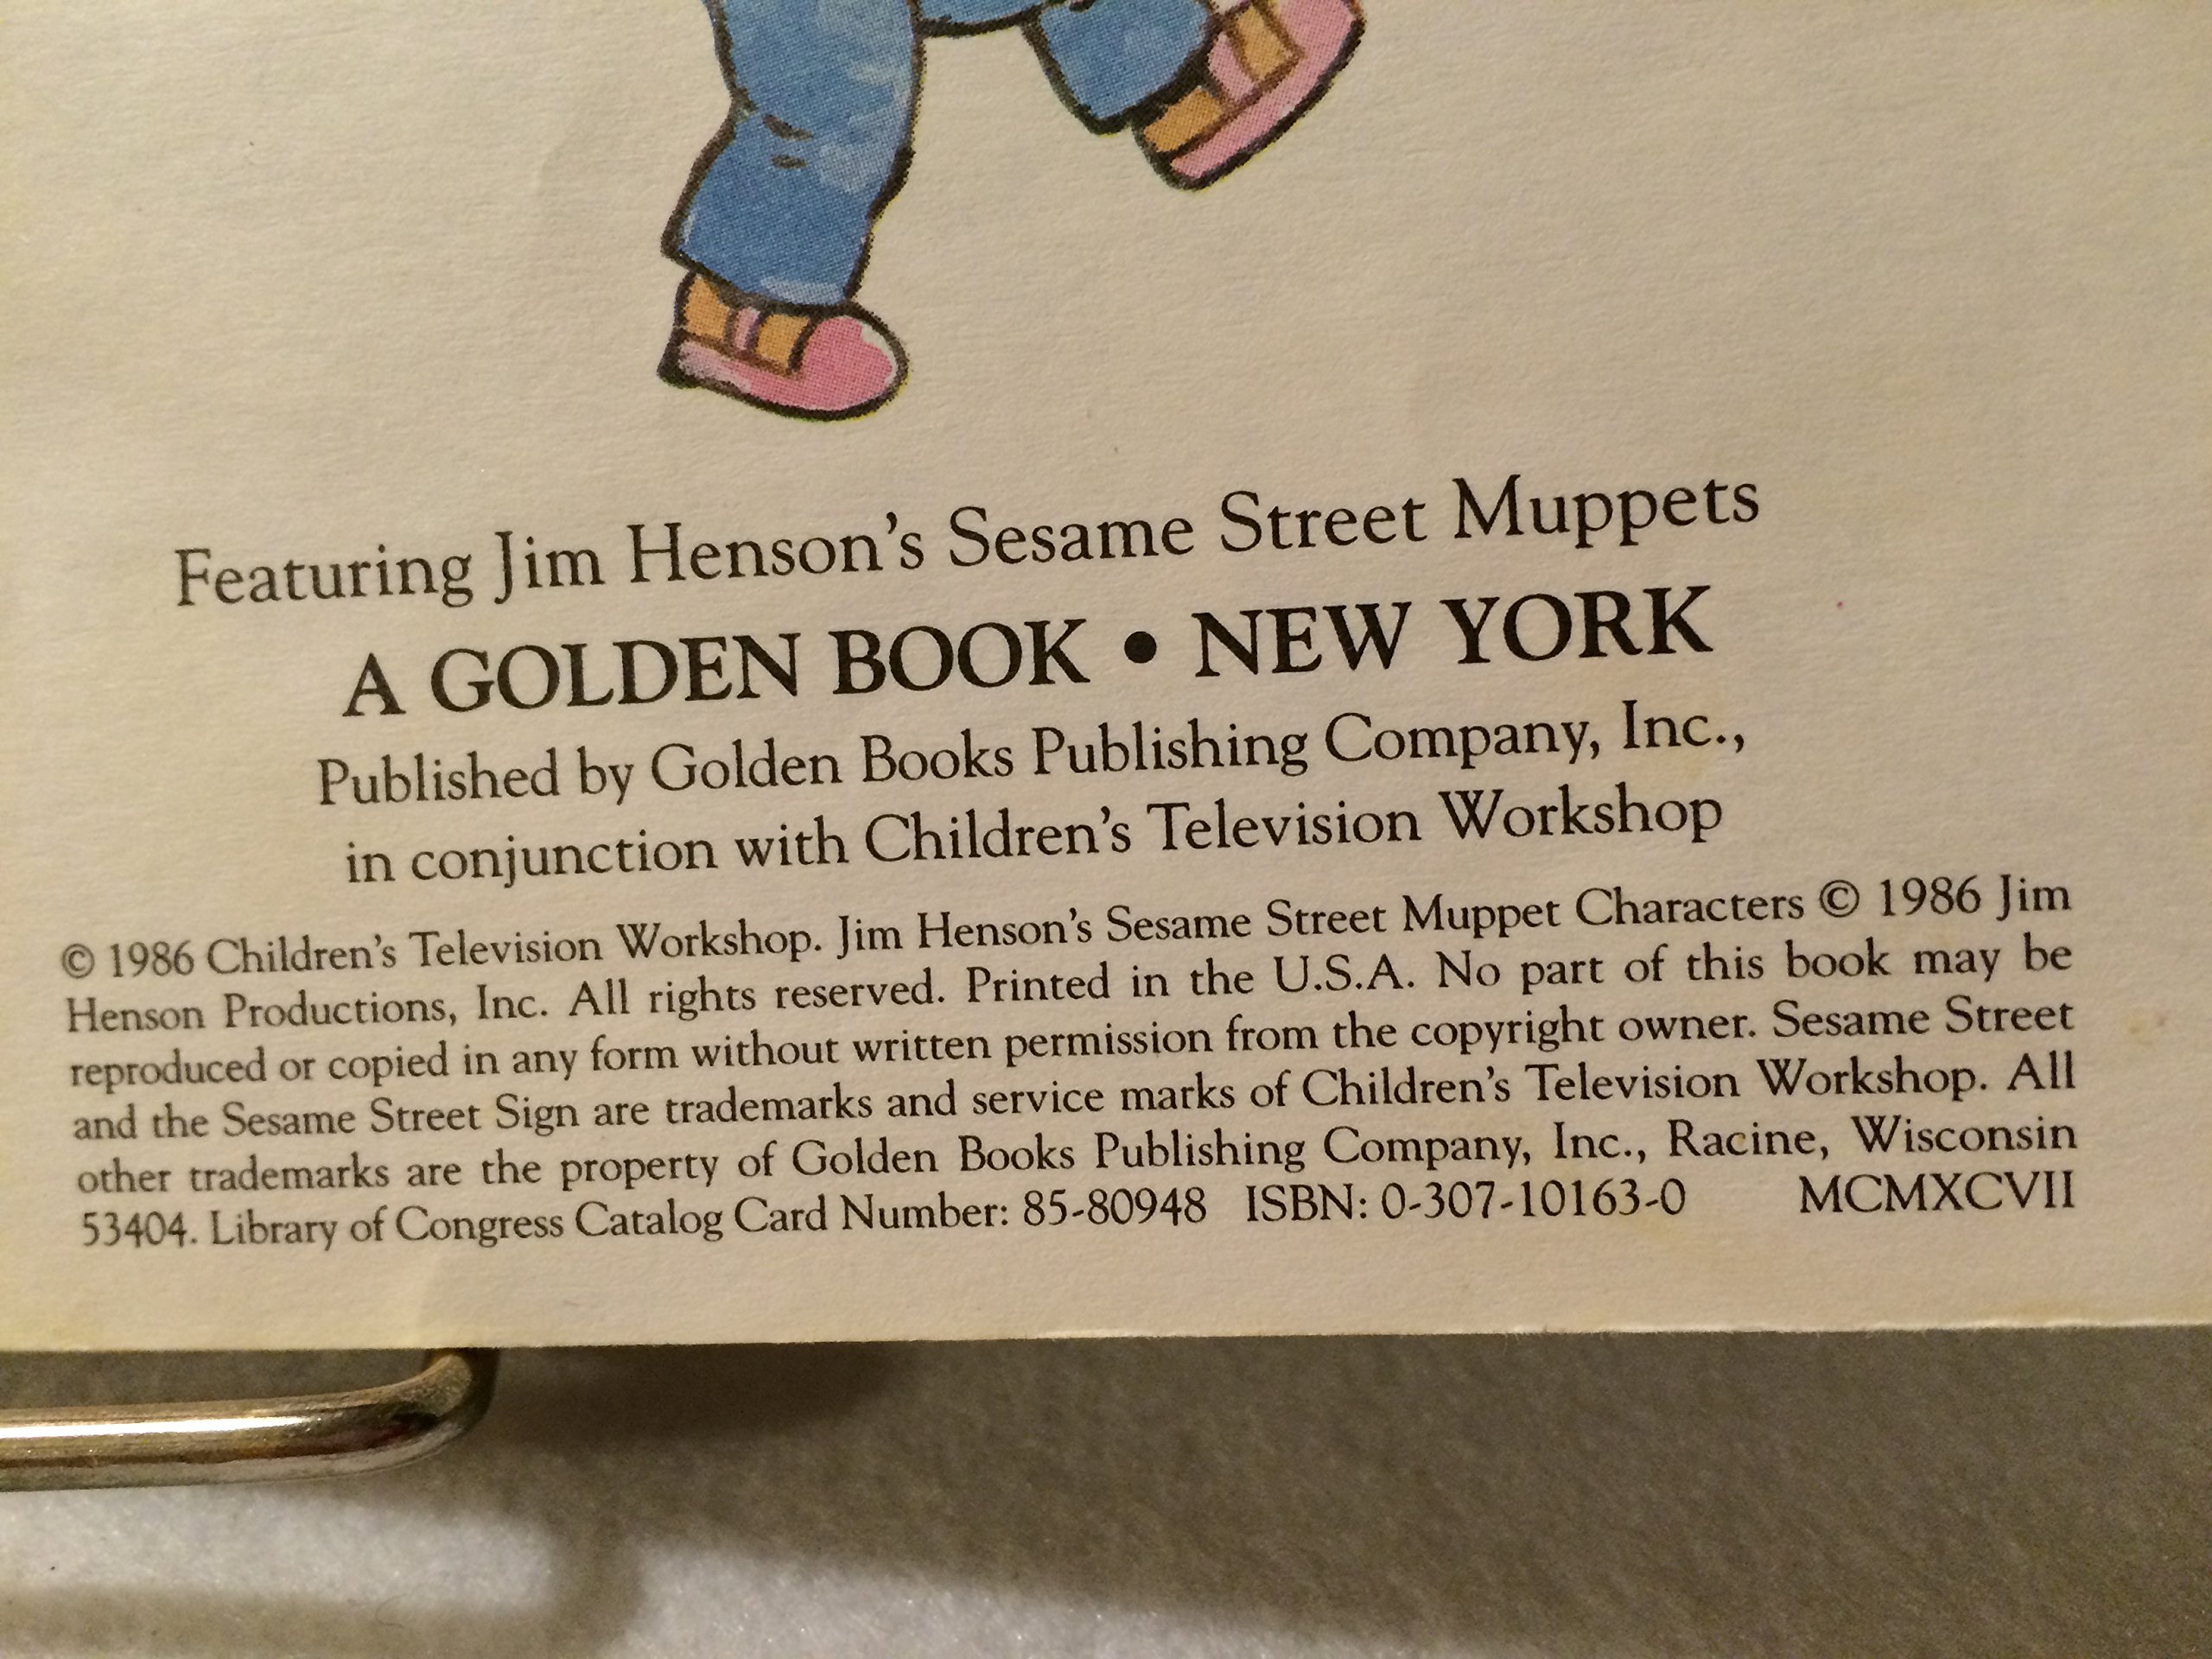 Featuring Jim Henson's Sesame Street Muppets
A GOLDEN BOOK • NEW YORK
Published by Golden Books Publishing Company, Inc.,
in conjunction with Children's Television Workshop
© 1986 Children's Television Workshop. Jim Henson's Sesame Street Muppet Characters © 1986 Jim
Henson Productions, Inc. All rights reserved. Printed in the U.S.A. No part of this book may be
reproduced or copied in any form without written permission from the copyright owner. Sesame Street
and the Sesame Street Sign are trademarks and service marks of Children's Television Workshop. All
other trademarks are the property of Golden Books Publishing Company, Inc., Racine, Wisconsin
53404. Library of Congress Catalog Card Number: 85-80948 ISBN: 0-307-10163-0 MCMXCVII